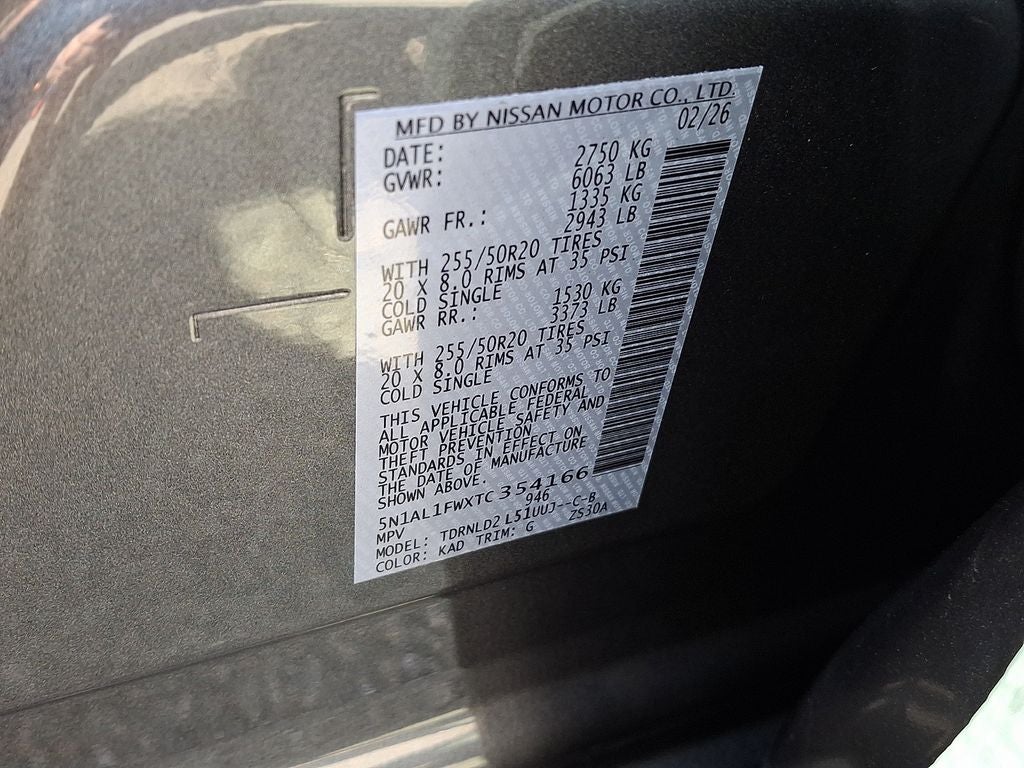 MFD BY NISSAN MOTOR CO., LTD.
DATE: 02/26
GVWR: 2750 KG
6063 LB
GAWR FR.: 1335 KG
2943 LB
WITH 255/50R20 TIRES
20 X 8.0 RIMS AT 35 PSI
COLD SINGLE
GAWR RR.: 1530 KG
3373 LB
WITH 255/50R20 TIRES
20 X 8.0 RIMS AT 35 PSI
COLD SINGLE
THIS VEHICLE CONFORMS TO
ALL APPLICABLE FEDERAL
MOTOR VEHICLE SAFETY AND
THEFT PREVENTION
STANDARDS IN EFFECT ON
THE DATE OF MANUFACTURE
SHOWN ABOVE.
5N1AL1FWXTC354166
MPV 946
MODEL: TDRNLD2 L51UUJ--C-B
COLOR: KAD TRIM: G ZS30A